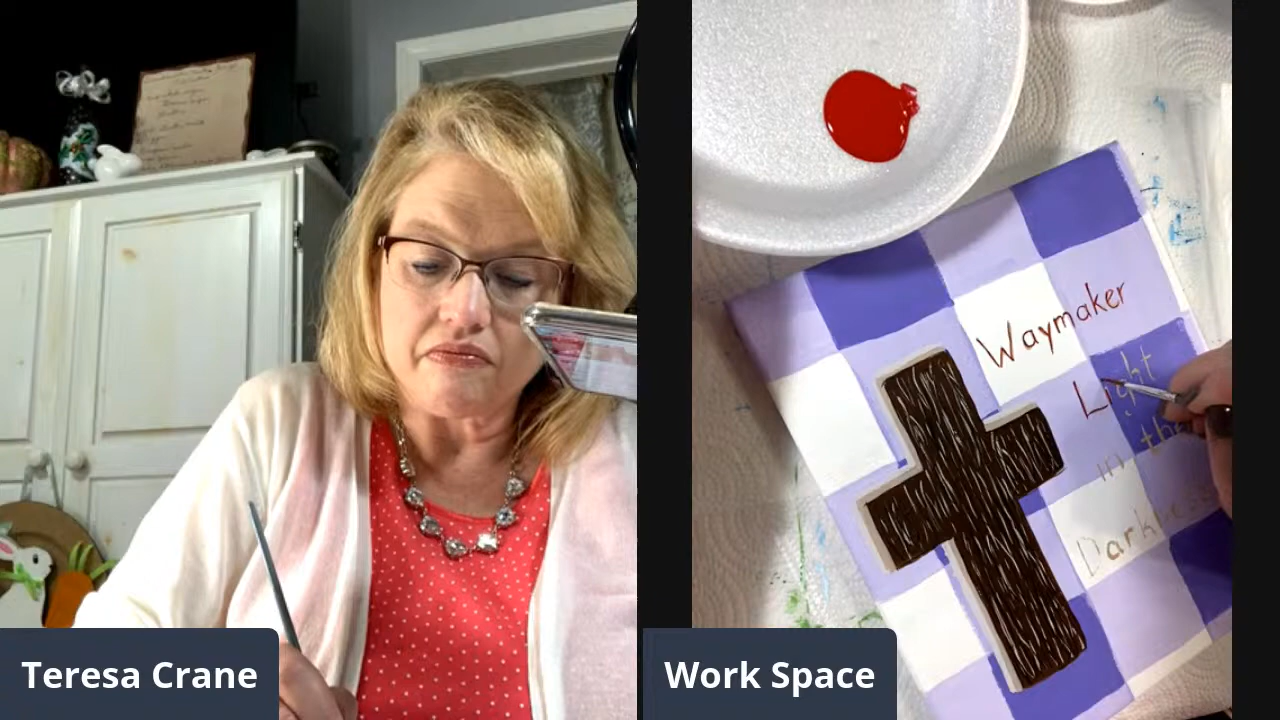 Waymaker
Light
in the
Darkness
Teresa Crane
Work Space